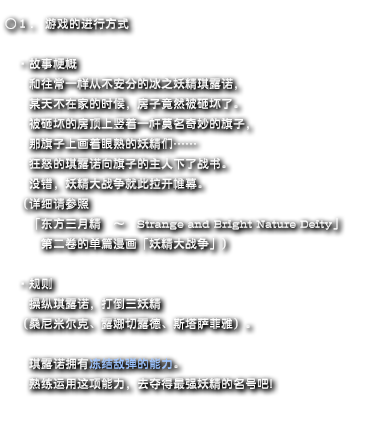 ○１． 游戏的进行方式
・故事梗概
和往常一样从不安分的冰之妖精琪露诺，
某天不在家的时候，房子竟然被砸坏了。
被砸坏的房顶上竖着一杆莫名奇妙的旗子，
那旗子上画着眼熟的妖精们……
狂怒的琪露诺向旗子的主人下了战书。
没错，妖精大战争就此拉开帷幕。
（详细请参照
「东方三月精　～　Strange and Bright Nature Deity」
第二卷的单篇漫画「妖精大战争」）
・规则
操纵琪露诺，打倒三妖精
（桑尼米尔克、露娜切露德、斯塔萨菲雅）。
琪露诺拥有冻结敌弹的能力。
熟练运用这项能力，去夺得最强妖精的名号吧！